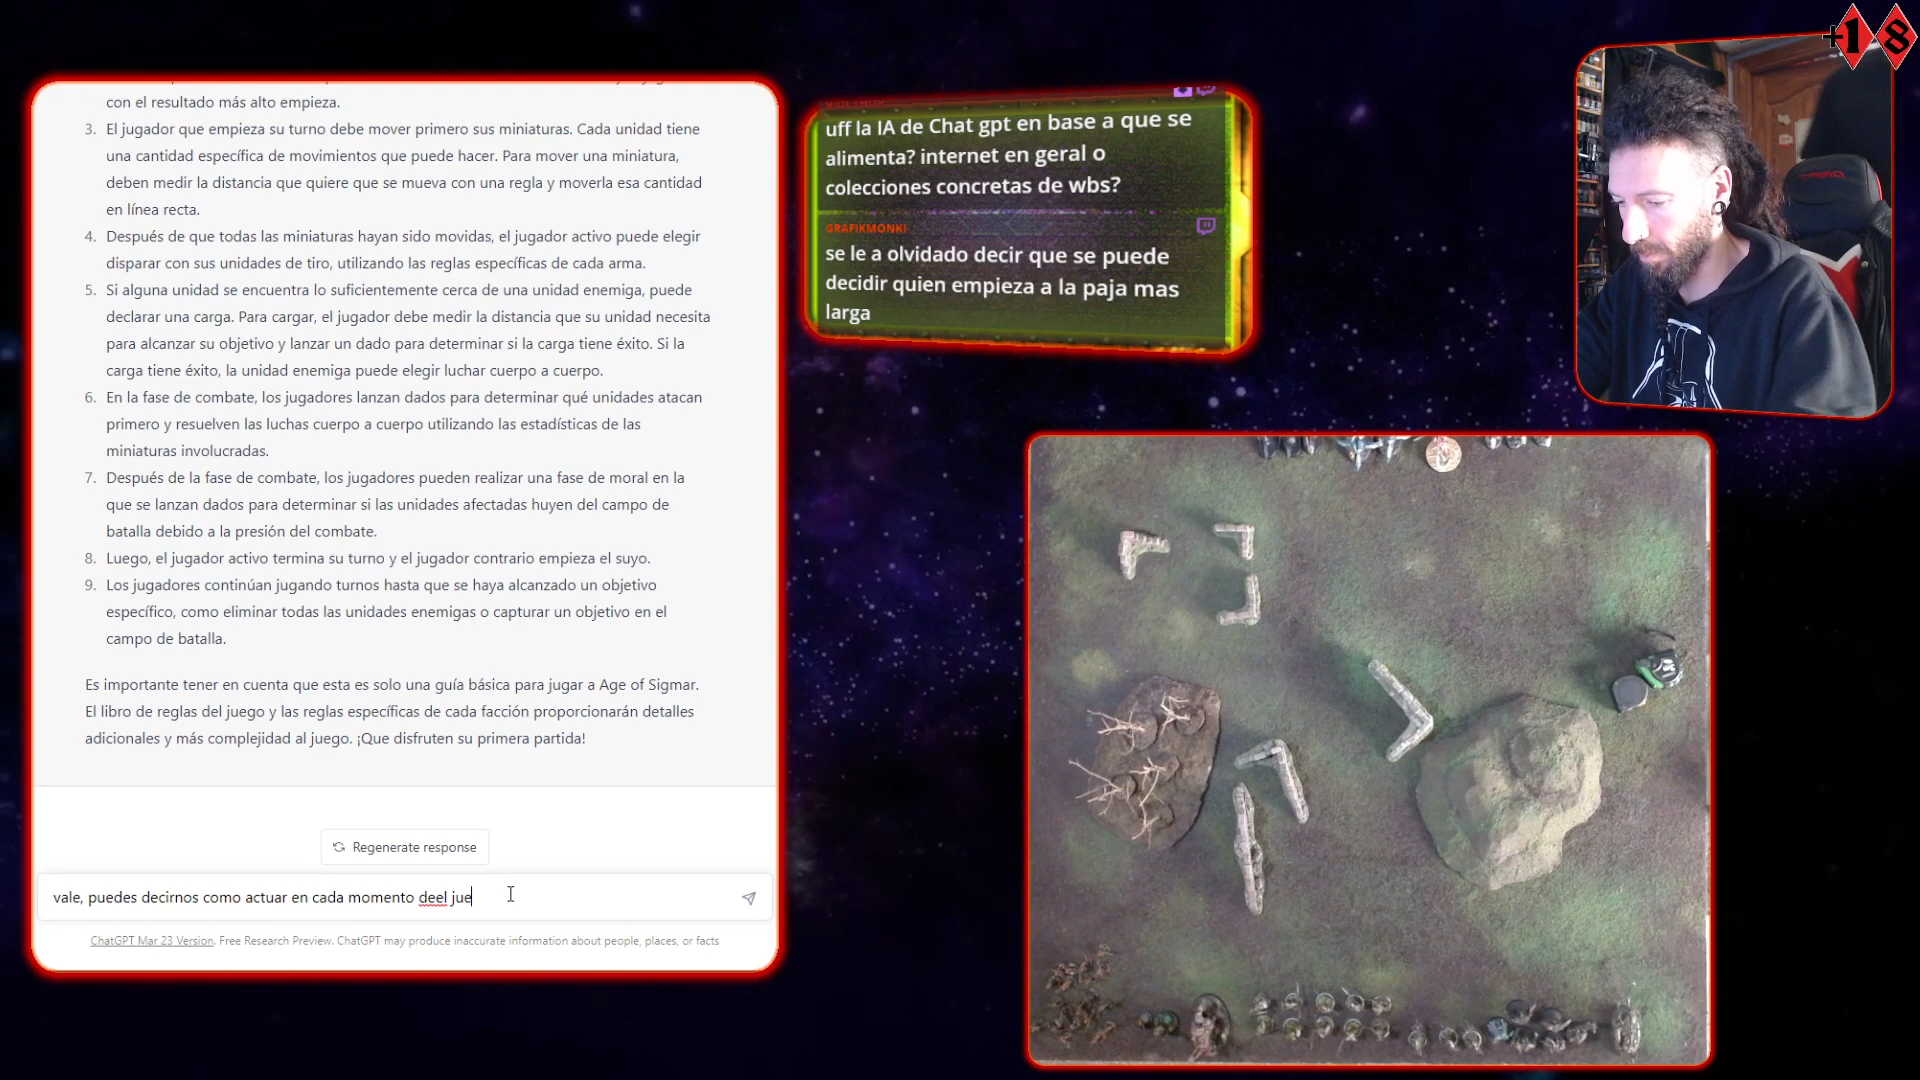 con el resultado más alto empieza.
3. El jugador que empieza su turno debe mover primero sus miniaturas. Cada unidad tiene
una cantidad específica de movimientos que puede hacer. Para mover una miniatura,
deben medir la distancia que quiere que se mueva con una regla y moverla esa cantidad
en línea recta.
4. Después de que todas las miniaturas hayan sido movidas, el jugador activo puede elegir
disparar con sus unidades de tiro, utilizando las reglas específicas de cada arma.
5. Si alguna unidad se encuentra lo suficientemente cerca de una unidad enemiga, puede
declarar una carga. Para cargar, el jugador debe medir la distancia que su unidad necesita
para alcanzar su objetivo y lanzar un dado para determinar si la carga tiene éxito. Si la
carga tiene éxito, la unidad enemiga puede elegir luchar cuerpo a cuerpo.
6. En la fase de combate, los jugadores lanzan dados para determinar qué unidades atacan
primero y resuelven las luchas cuerpo a cuerpo utilizando las estadísticas de las
miniaturas involucradas.
7. Después de la fase de combate, los jugadores pueden realizar una fase de moral en la
que se lanzan dados para determinar si las unidades afectadas huyen del campo de
batalla debido a la presión del combate.
8. Luego, el jugador activo termina su turno y el jugador contrario empieza el suyo.
9. Los jugadores continúan jugando turnos hasta que se haya alcanzado un objetivo
específico, como eliminar todas las unidades enemigas o capturar un objetivo en el
campo de batalla.
Es importante tener en cuenta que esta es solo una guía básica para jugar a Age of Sigmar.
El libro de reglas del juego y las reglas específicas de cada facción proporcionarán detalles
adicionales y más complejidad al juego. ¡Que disfruten su primera partida!
Regenerate response
vale, puedes decirnos como actuar en cada momento deel jue
ChatGPT Mar 23 Version. Free Research Preview. ChatGPT may produce inaccurate information about people, places, or facts
uff la IA de Chat gpt en base a que se
alimenta? internet en geral o
colecciones concretas de wbs?
GRAFIKMONKI
se le a olvidado decir que se puede
decidir quien empieza a la paja mas
larga
+18